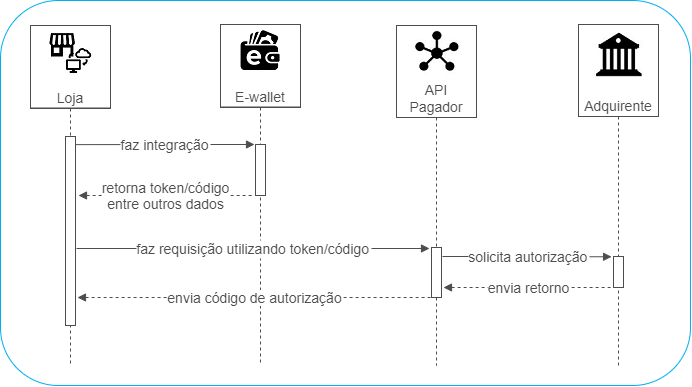 Loja
E-wallet
API
Pagador
Adquirente
faz integração
retorna token/código
entre outros dados
faz requisição utilizando token/código
solicita autorização
envia retorno
envia código de autorização